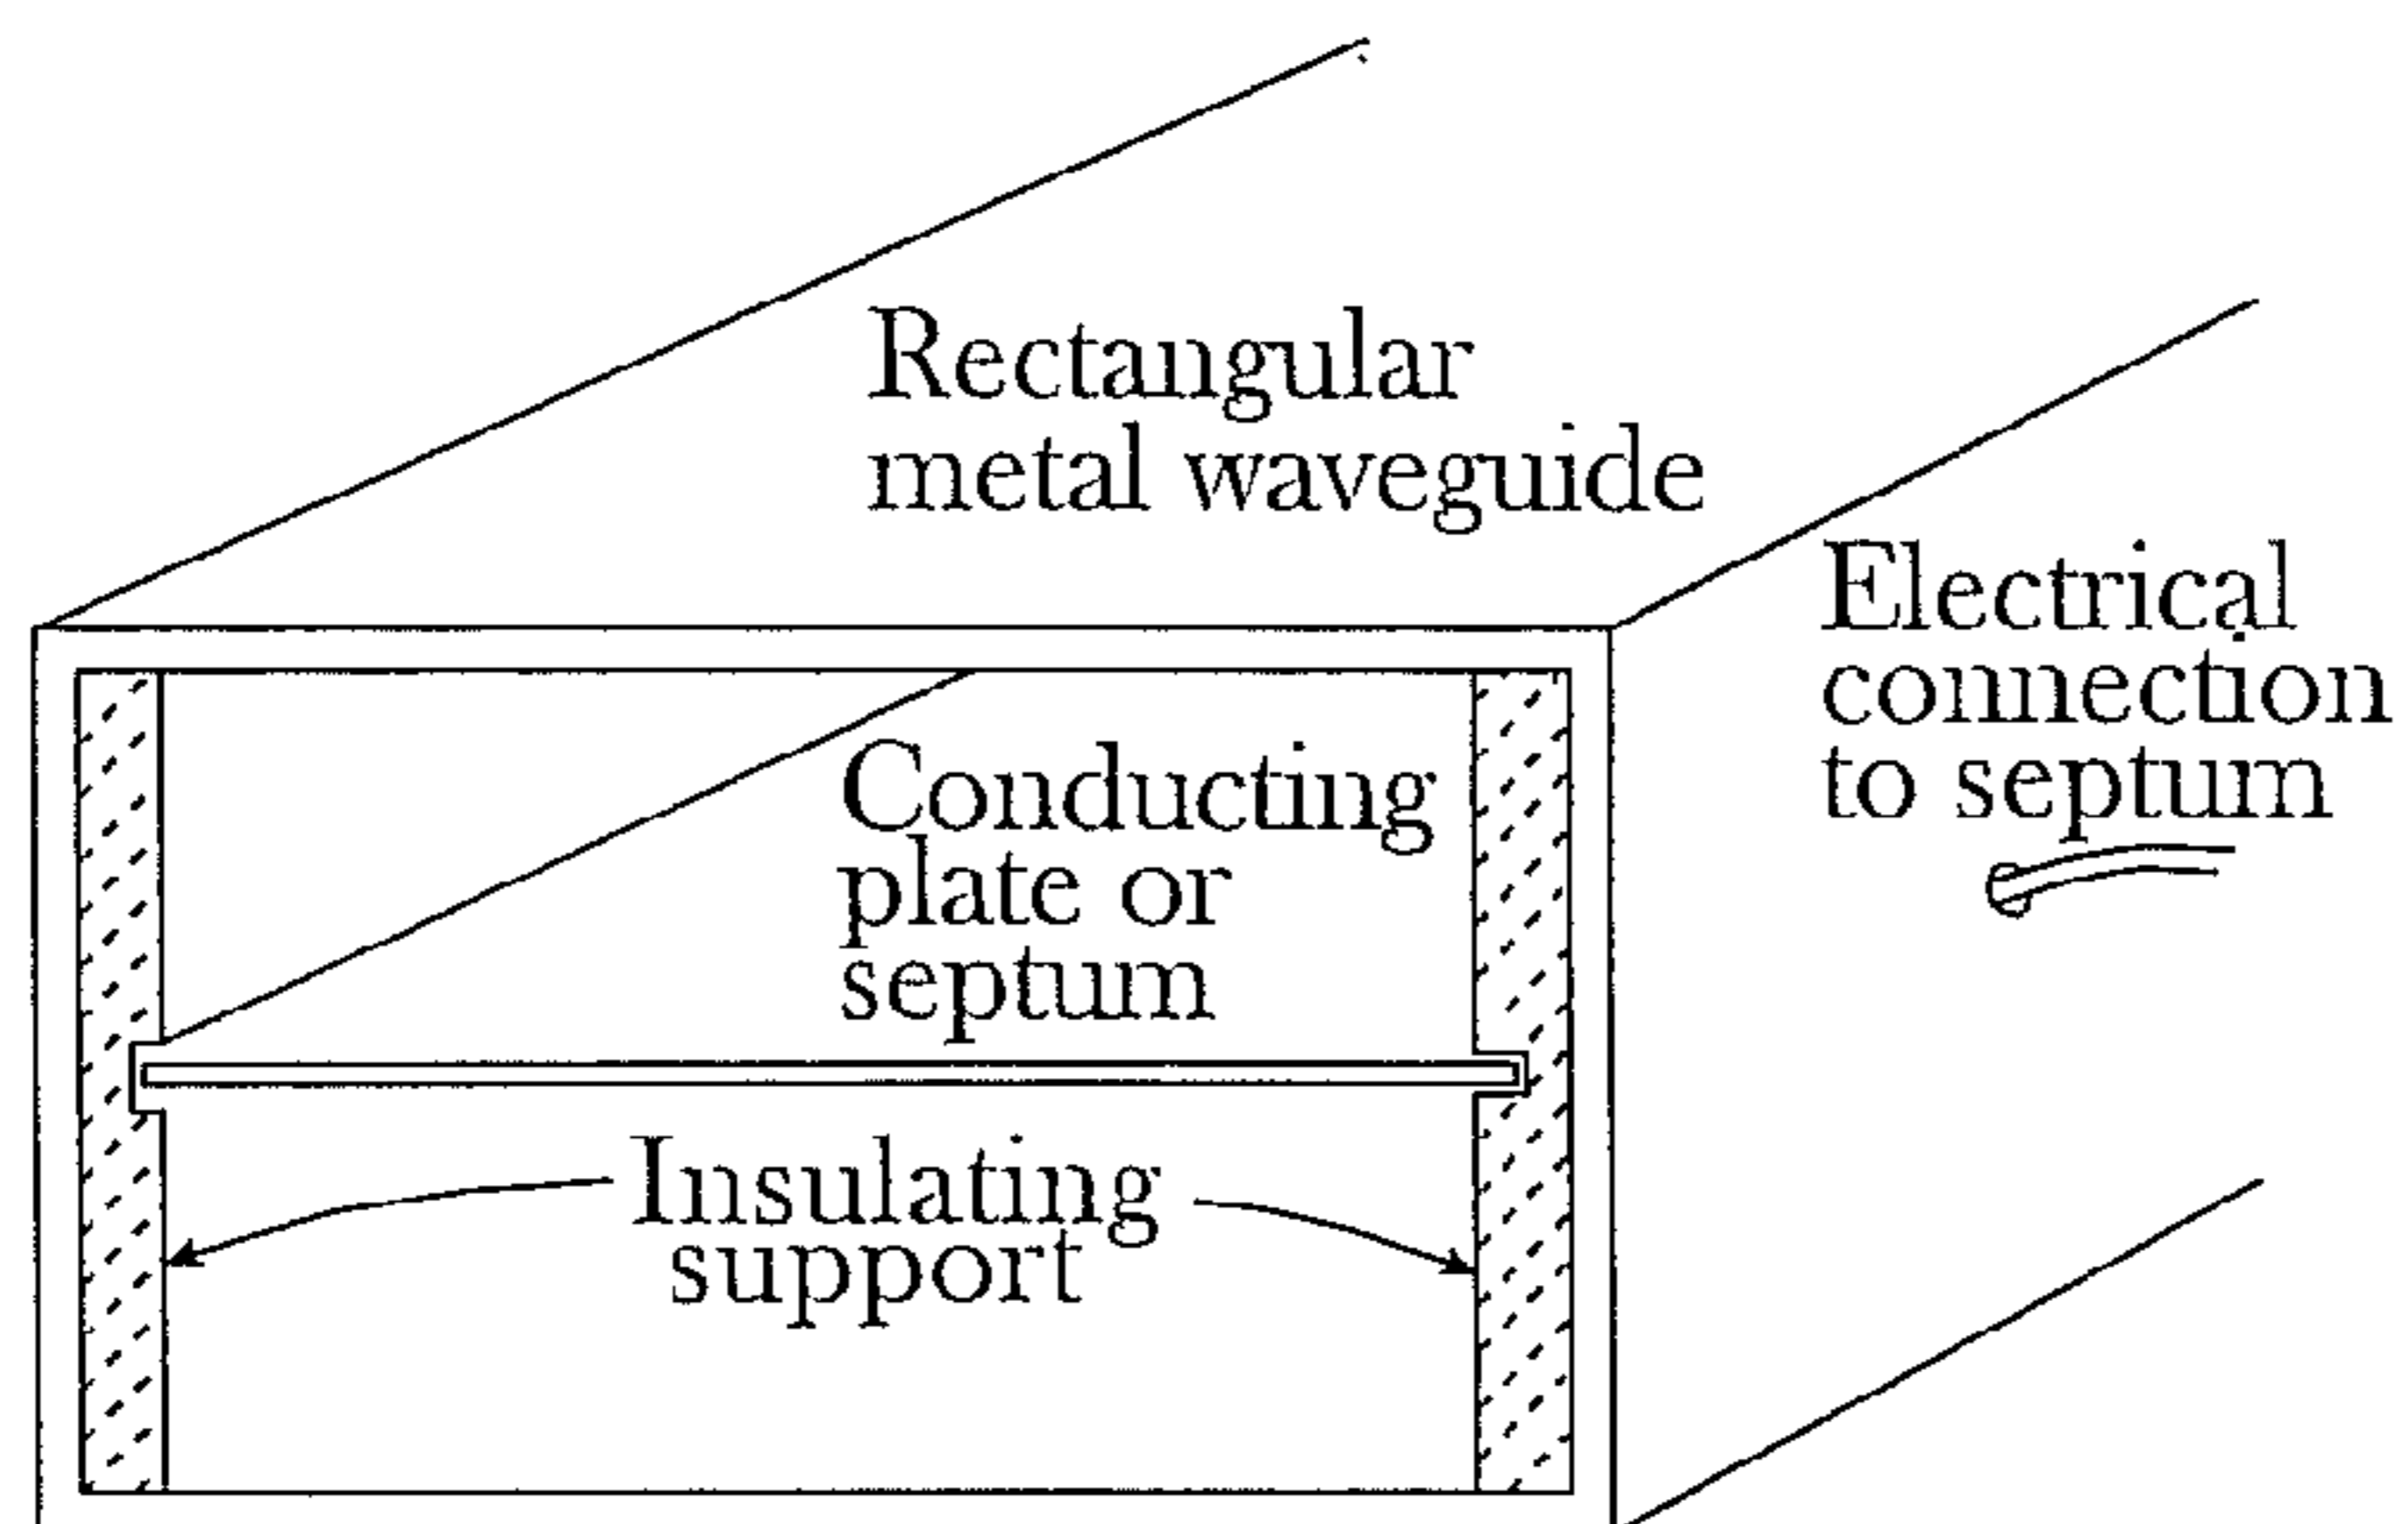 Rectangular
metal waveguide
Electrical
connection
to septum
Conducting
plate or
septum
Insulating
support